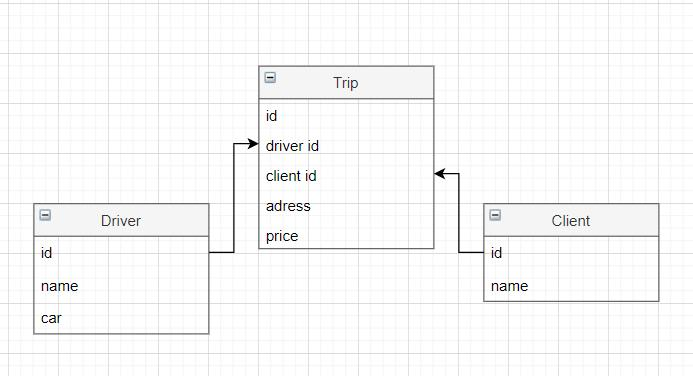 Trip
id
driver id
client id
adress
price
Driver
id
name
car
Client
id
name